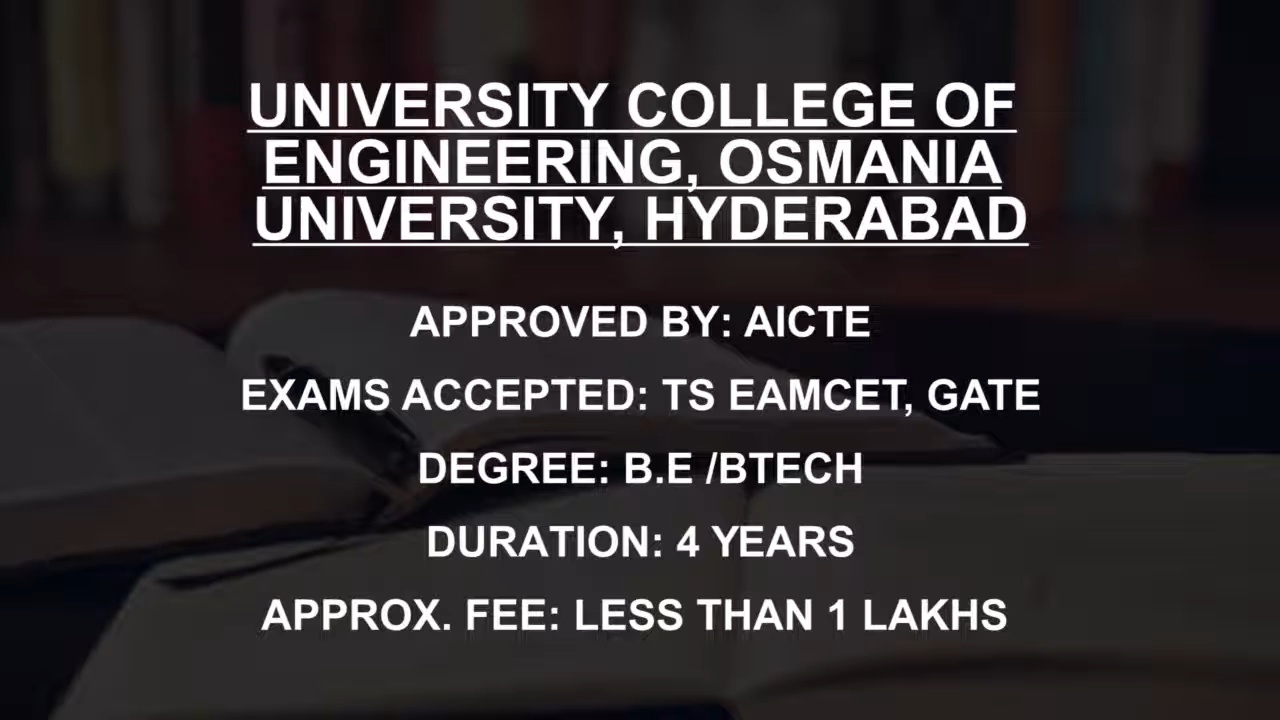 UNIVERSITY COLLEGE OF
ENGINEERING, OSMANIA
UNIVERSITY, HYDERABAD
APPROVED BY: AICTE
EXAMS ACCEPTED: TS EAMCET, GATE
DEGREE: B.E /BTECH
DURATION: 4 YEARS
APPROX. FEE: LESS THAN 1 LAKHS